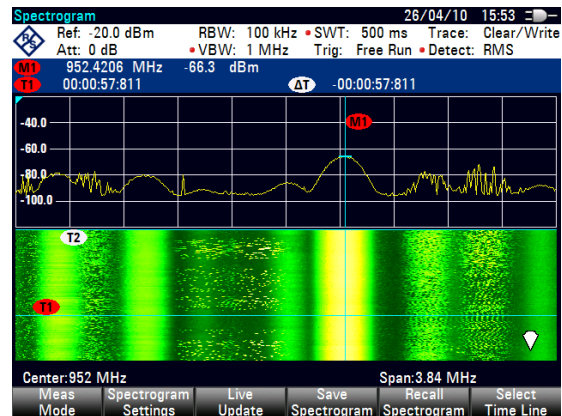 Spectrogram 26/04/10 15:53
Ref: -20.0 dBm RBW: 100 kHz SWT: 500 ms Trace: Clear/Write
Att: 0 dB VBW: 1 MHz Trig: Free Run Detect: RMS
M1 952.4206 MHz -66.3 dBm
T1 00:00:57:811 ΔT -00:00:57:811
-40.0
M1
-60.0
-80.0
-100.0
T2
T1
Center:952 MHz Span:3.84 MHz
Meas Mode Spectrogram Settings Live Update Save Spectrogram Recall Spectrogram Select Time Line